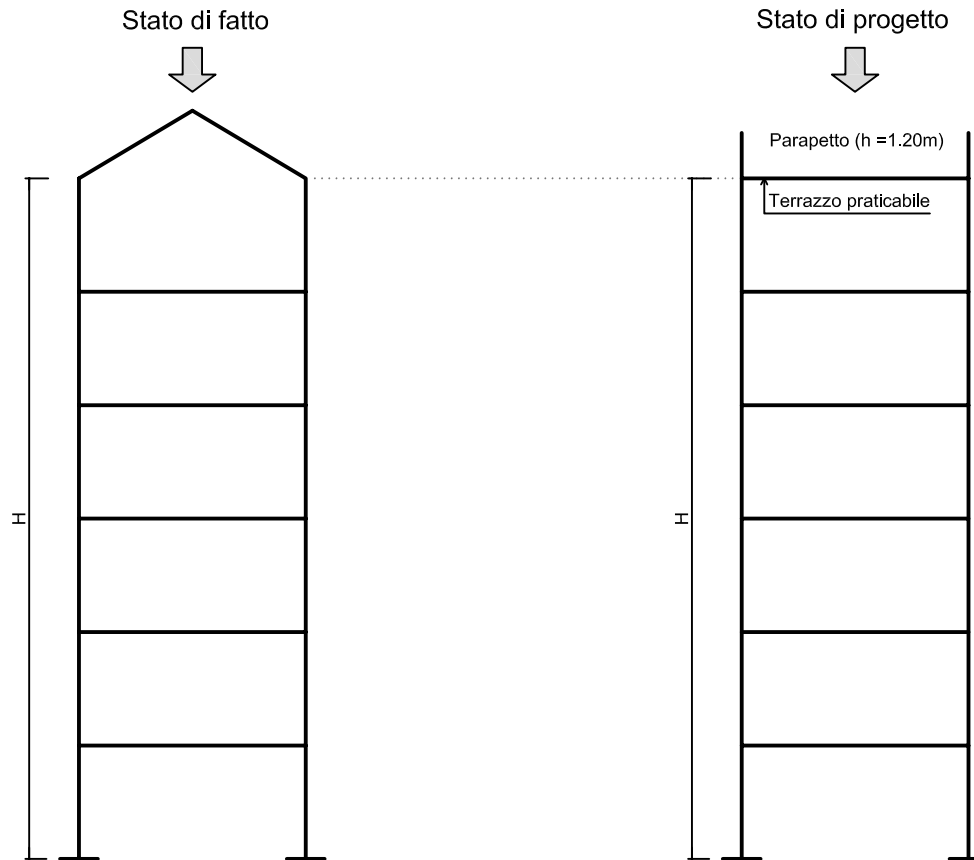 Stato di fatto
Stato di progetto
Parapetto (h =1.20m)
Terrazzo praticabile
H
H